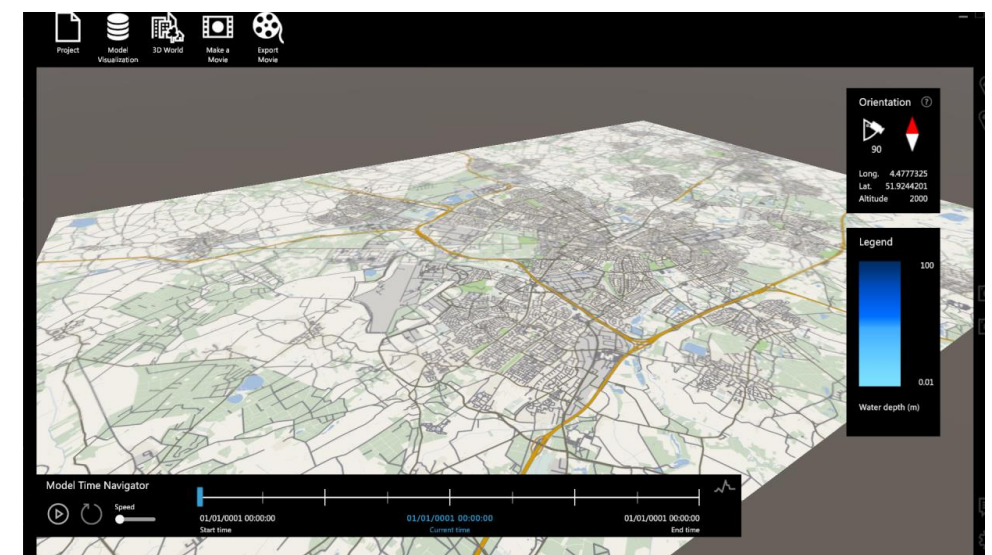 Project
Model
Visualization
3D World
Make a
Movie
Export
Movie
Orientation ?
90
Long. 4.4777325
Lat. 51.9244201
Altitude 2000
Legend
100
0.01
Water depth (m)
Model Time Navigator
Speed
01/01/0001 00:00:00
Start time
01/01/0001 00:00:00
Current time
01/01/0001 00:00:00
End time